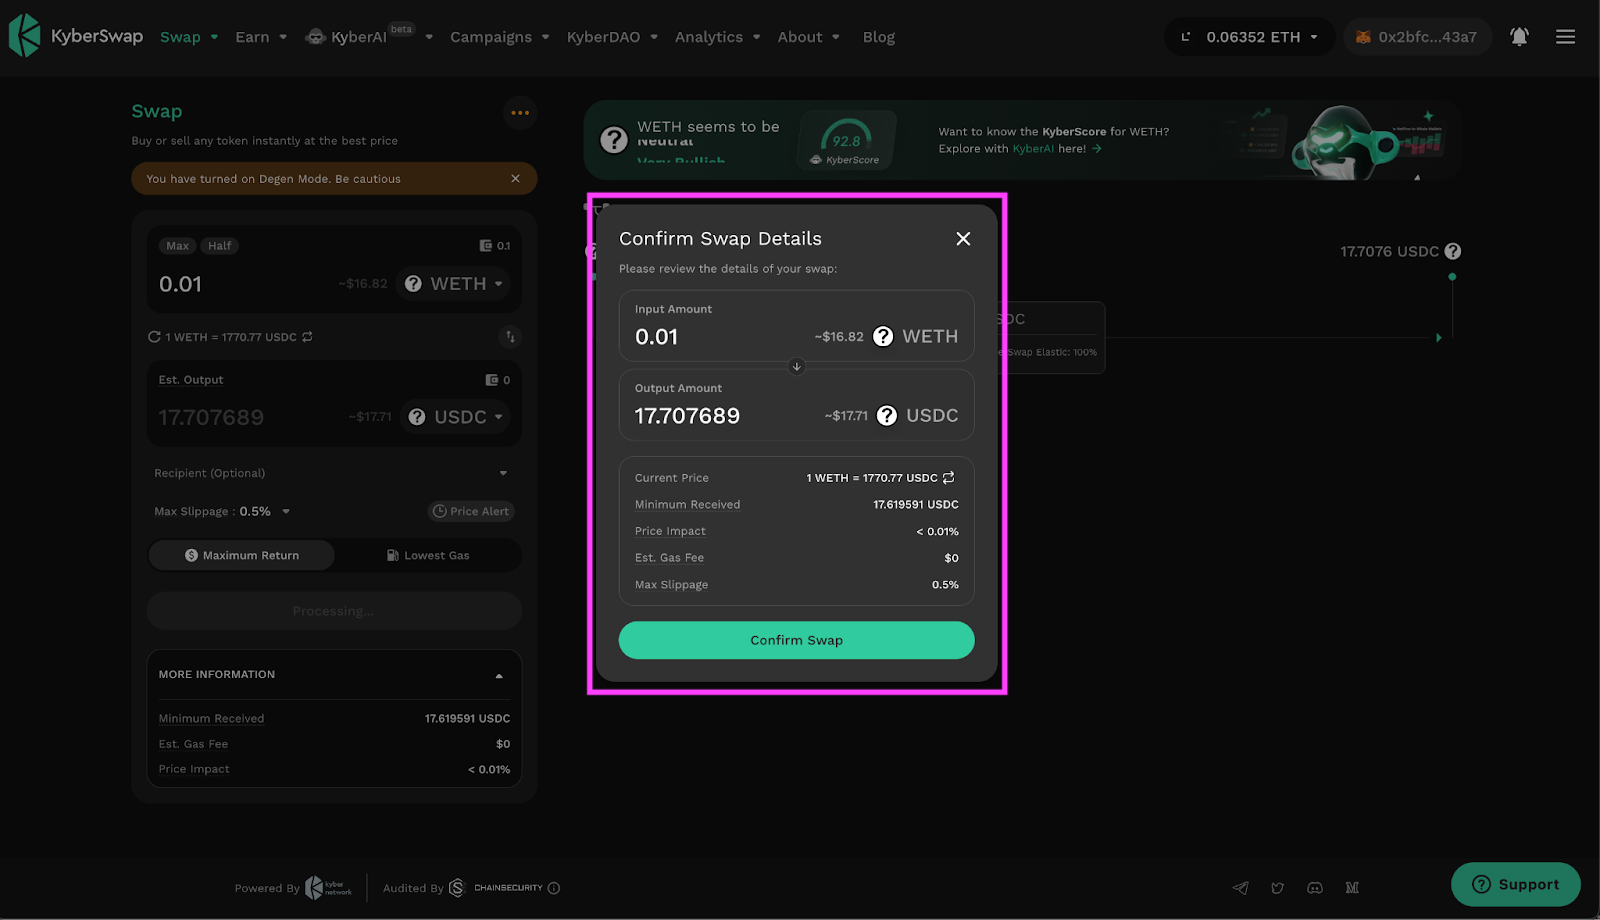 KyberSwap
Swap
Earn
KyberAI beta
Campaigns
KyberDAO
Analytics
About
Blog
0.06352 ETH
0x2bfc...43a7
Swap
Buy or sell any token instantly at the best price
You have turned on Degen Mode. Be cautious
Max Half 0.1
0.01 ~$16.82 WETH
1 WETH = 1770.77 USDC
Est. Output 0
17.707689 ~$17.71 USDC
Recipient (Optional)
Max Slippage : 0.5% Price Alert
Maximum Return Lowest Gas
Processing...
MORE INFORMATION
Minimum Received 17.619591 USDC
Est. Gas Fee $0
Price Impact < 0.01%
WETH seems to be
Neutral
Very Bullish
92.8
KyberScore
Want to know the KyberScore for WETH?
Explore with KyberAI here! →
17.7076 USDC
Swap Elastic: 100%
Confirm Swap Details
Please review the details of your swap:
Input Amount
0.01 ~$16.82 WETH
Output Amount
17.707689 ~$17.71 USDC
Current Price 1 WETH = 1770.77 USDC
Minimum Received 17.619591 USDC
Price Impact < 0.01%
Est. Gas Fee $0
Max Slippage 0.5%
Confirm Swap
Powered By kyber network
Audited By CHAINSECURITY
Support